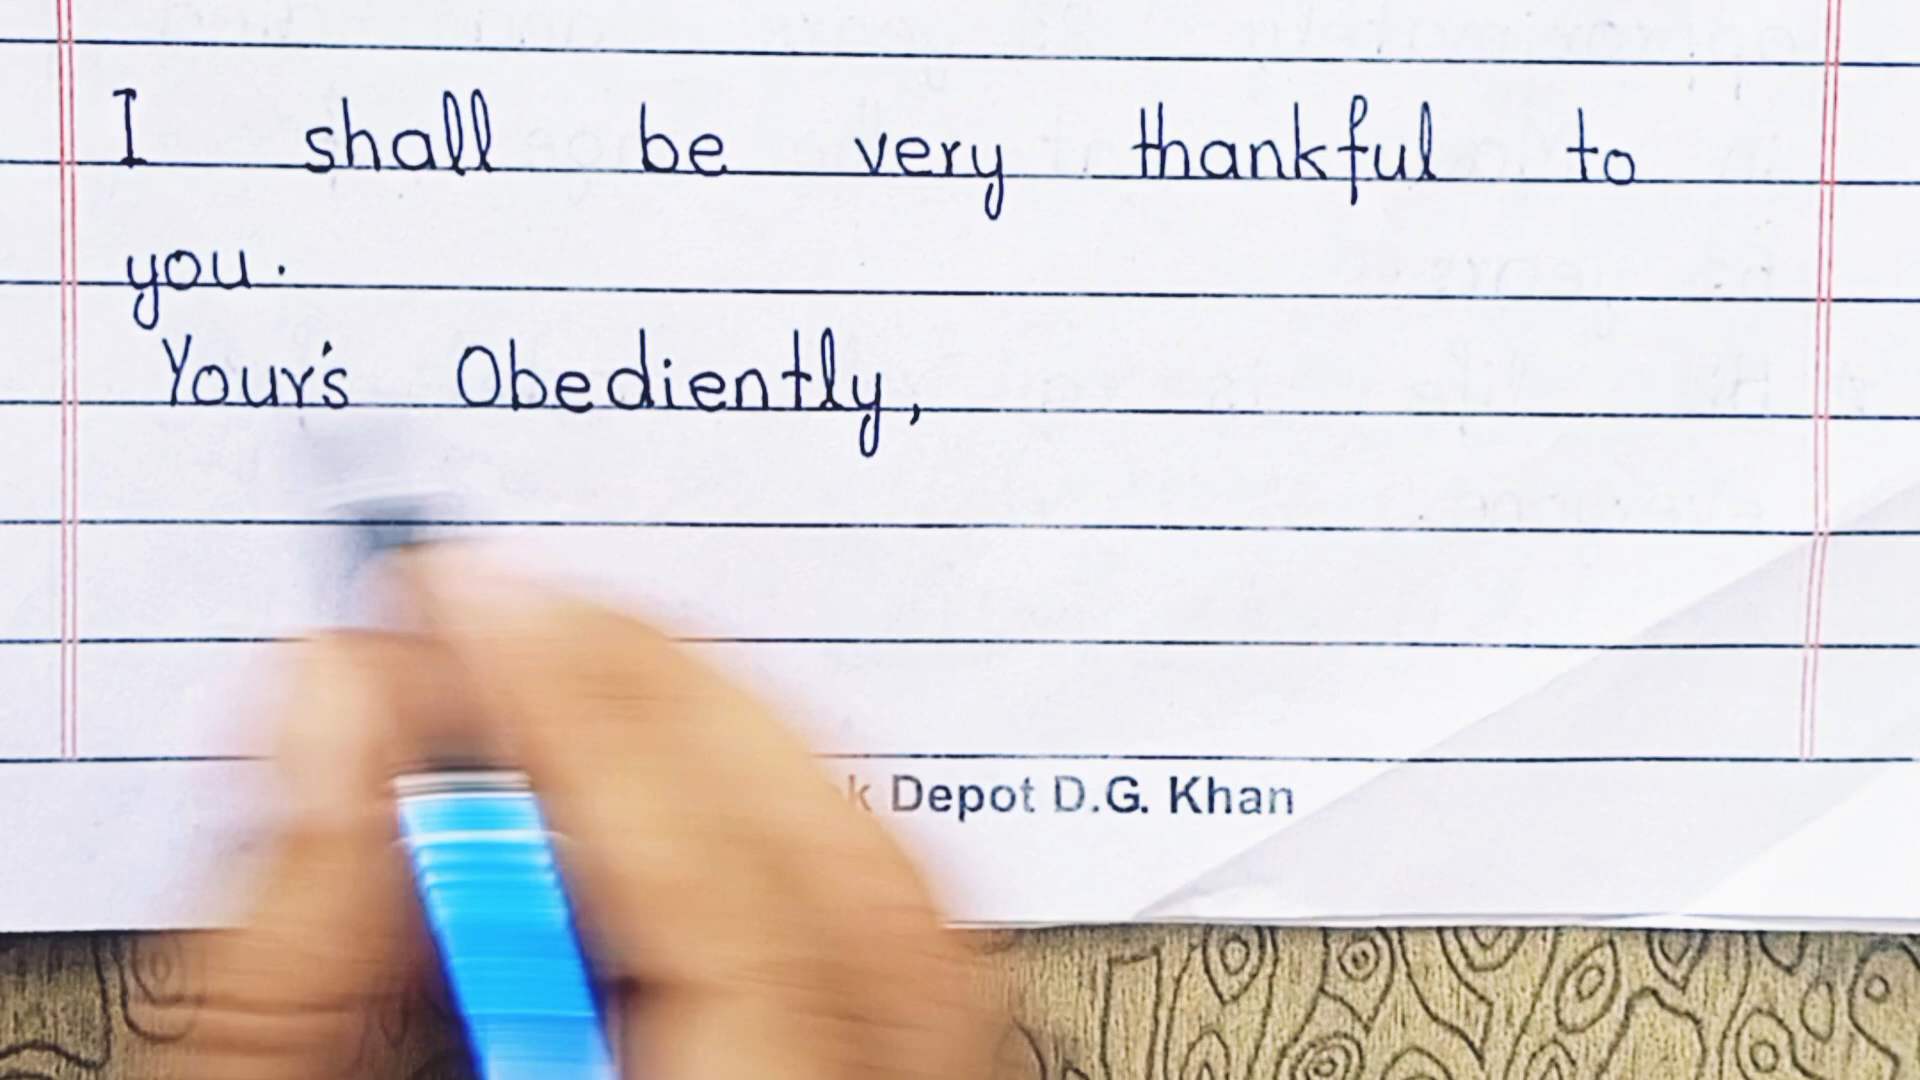 I shall be very thankful to
you.
Your's Obediently,
k Depot D.G. Khan